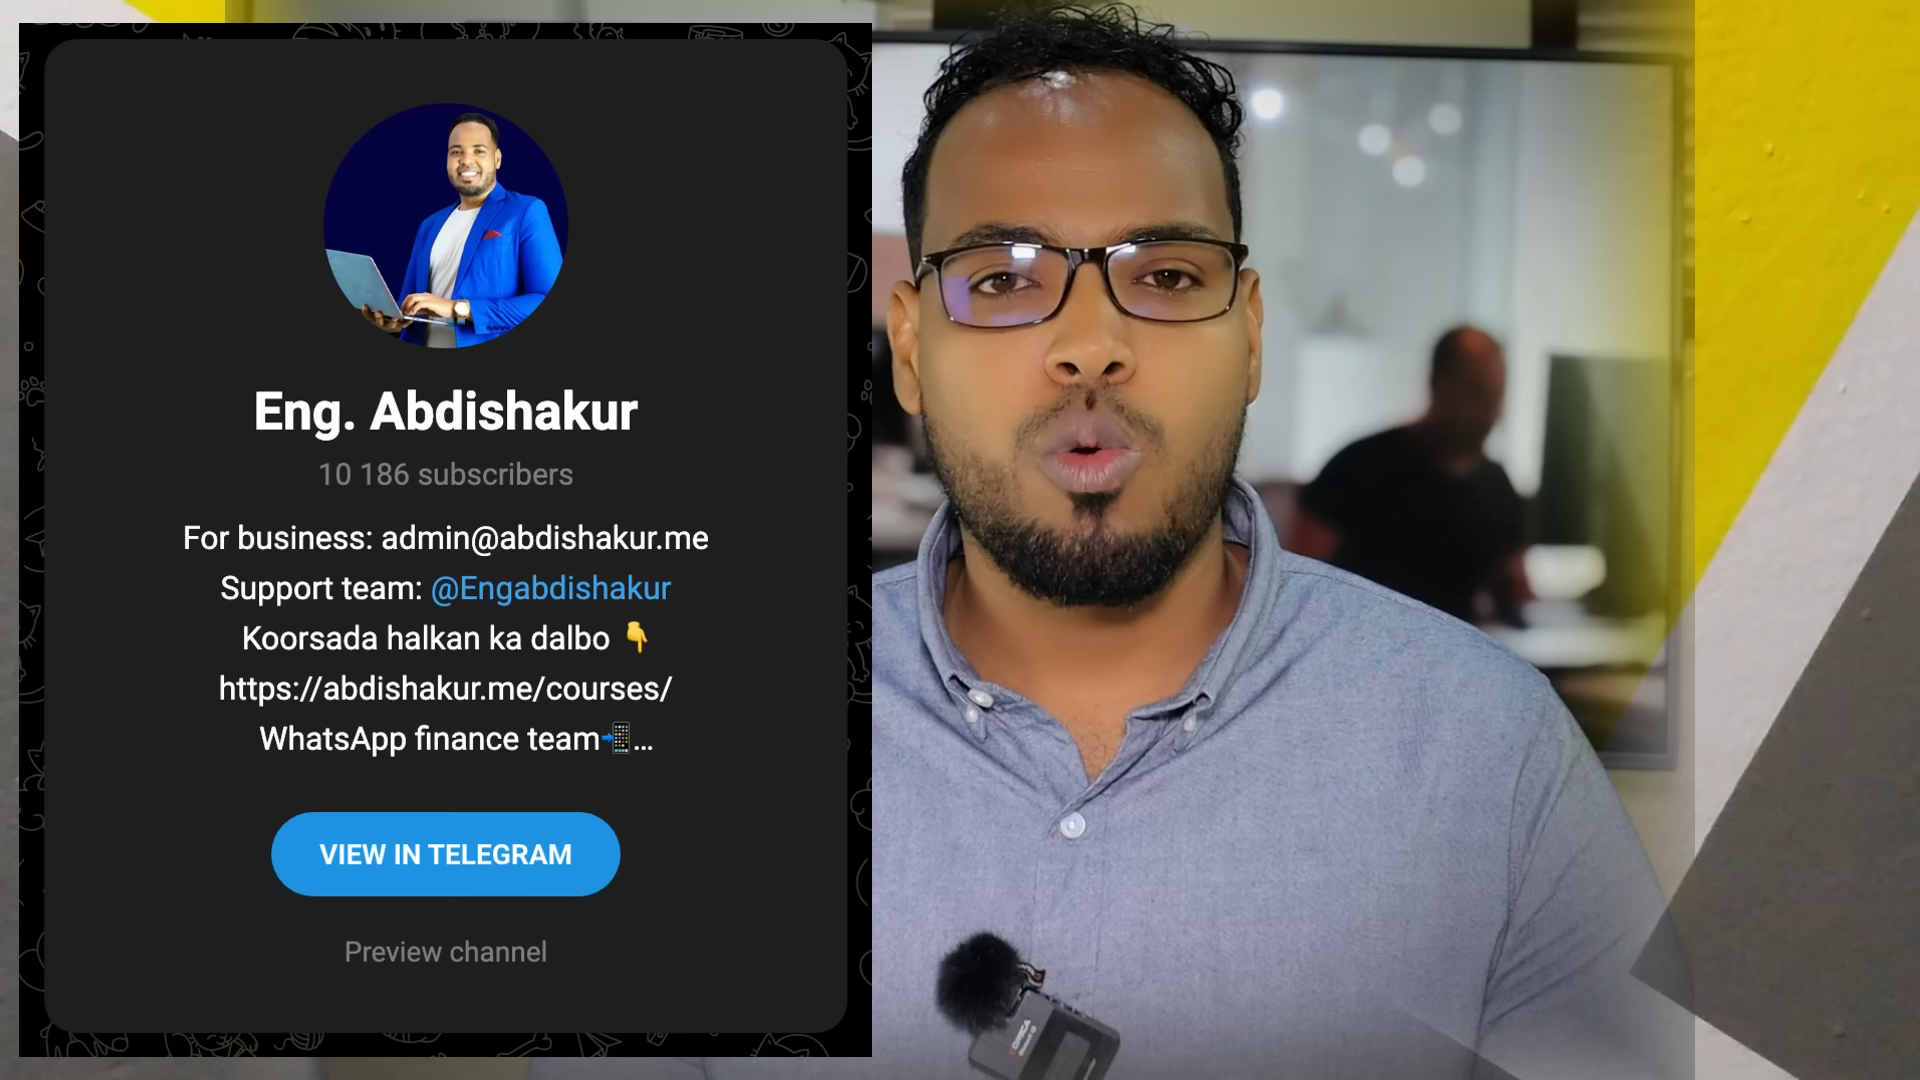 Eng. Abdishakur
10 186 subscribers
For business: admin@abdishakur.me
Support team: @Engabdishakur
Koorsada halkan ka dalbo 👇
https://abdishakur.me/courses/
WhatsApp finance team📲...
VIEW IN TELEGRAM
Preview channel